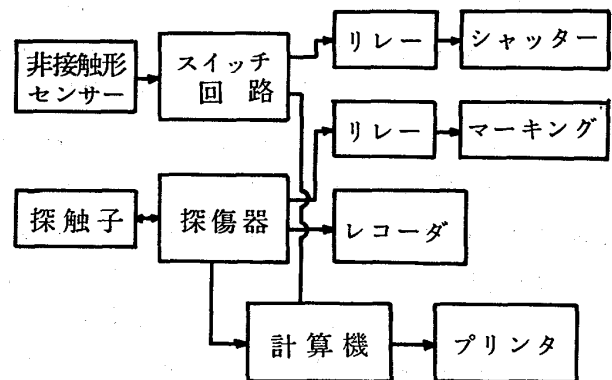 非接触形
センサー
スイッチ
回路
リレー
シャッター
リレー
マーキング
探触子
探傷器
レコーダ
計算機
プリンタ